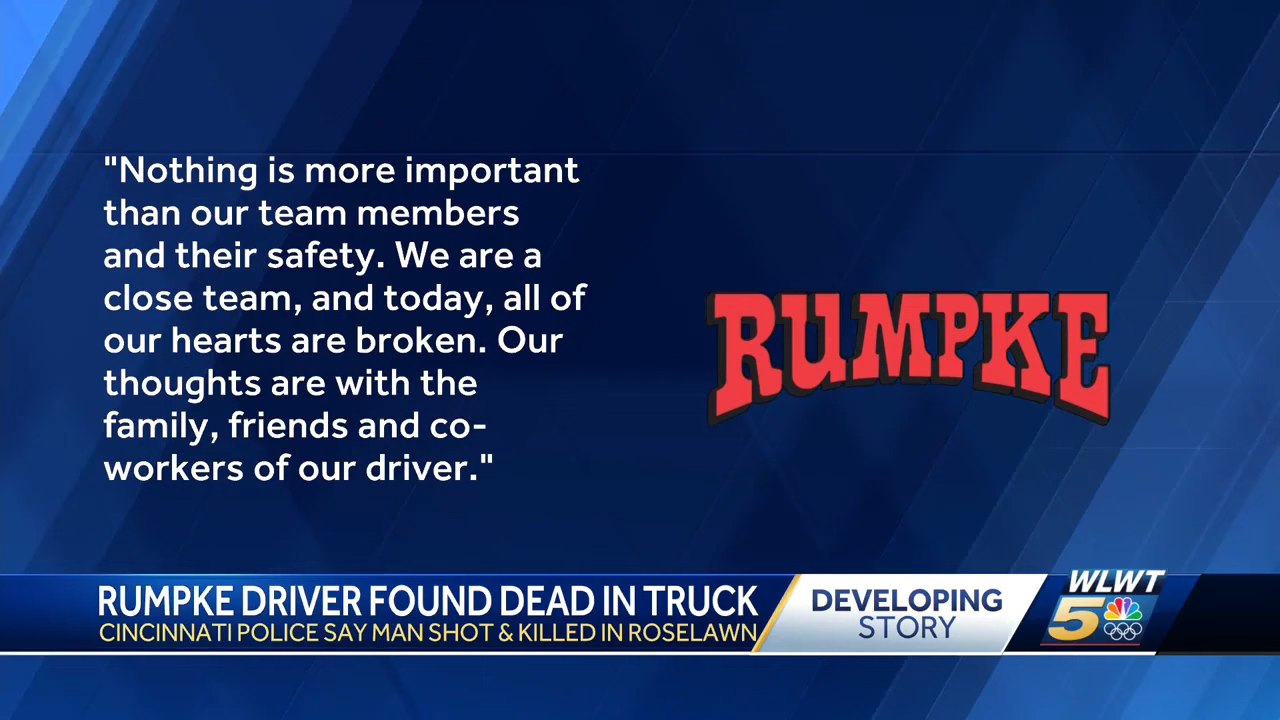 "Nothing is more important
than our team members
and their safety. We are a
close team, and today, all of
our hearts are broken. Our
thoughts are with the
family, friends and co-
workers of our driver."
RUMPKE
RUMPKE DRIVER FOUND DEAD IN TRUCK
CINCINNATI POLICE SAY MAN SHOT & KILLED IN ROSELAWN
DEVELOPING
STORY
WLWT
5